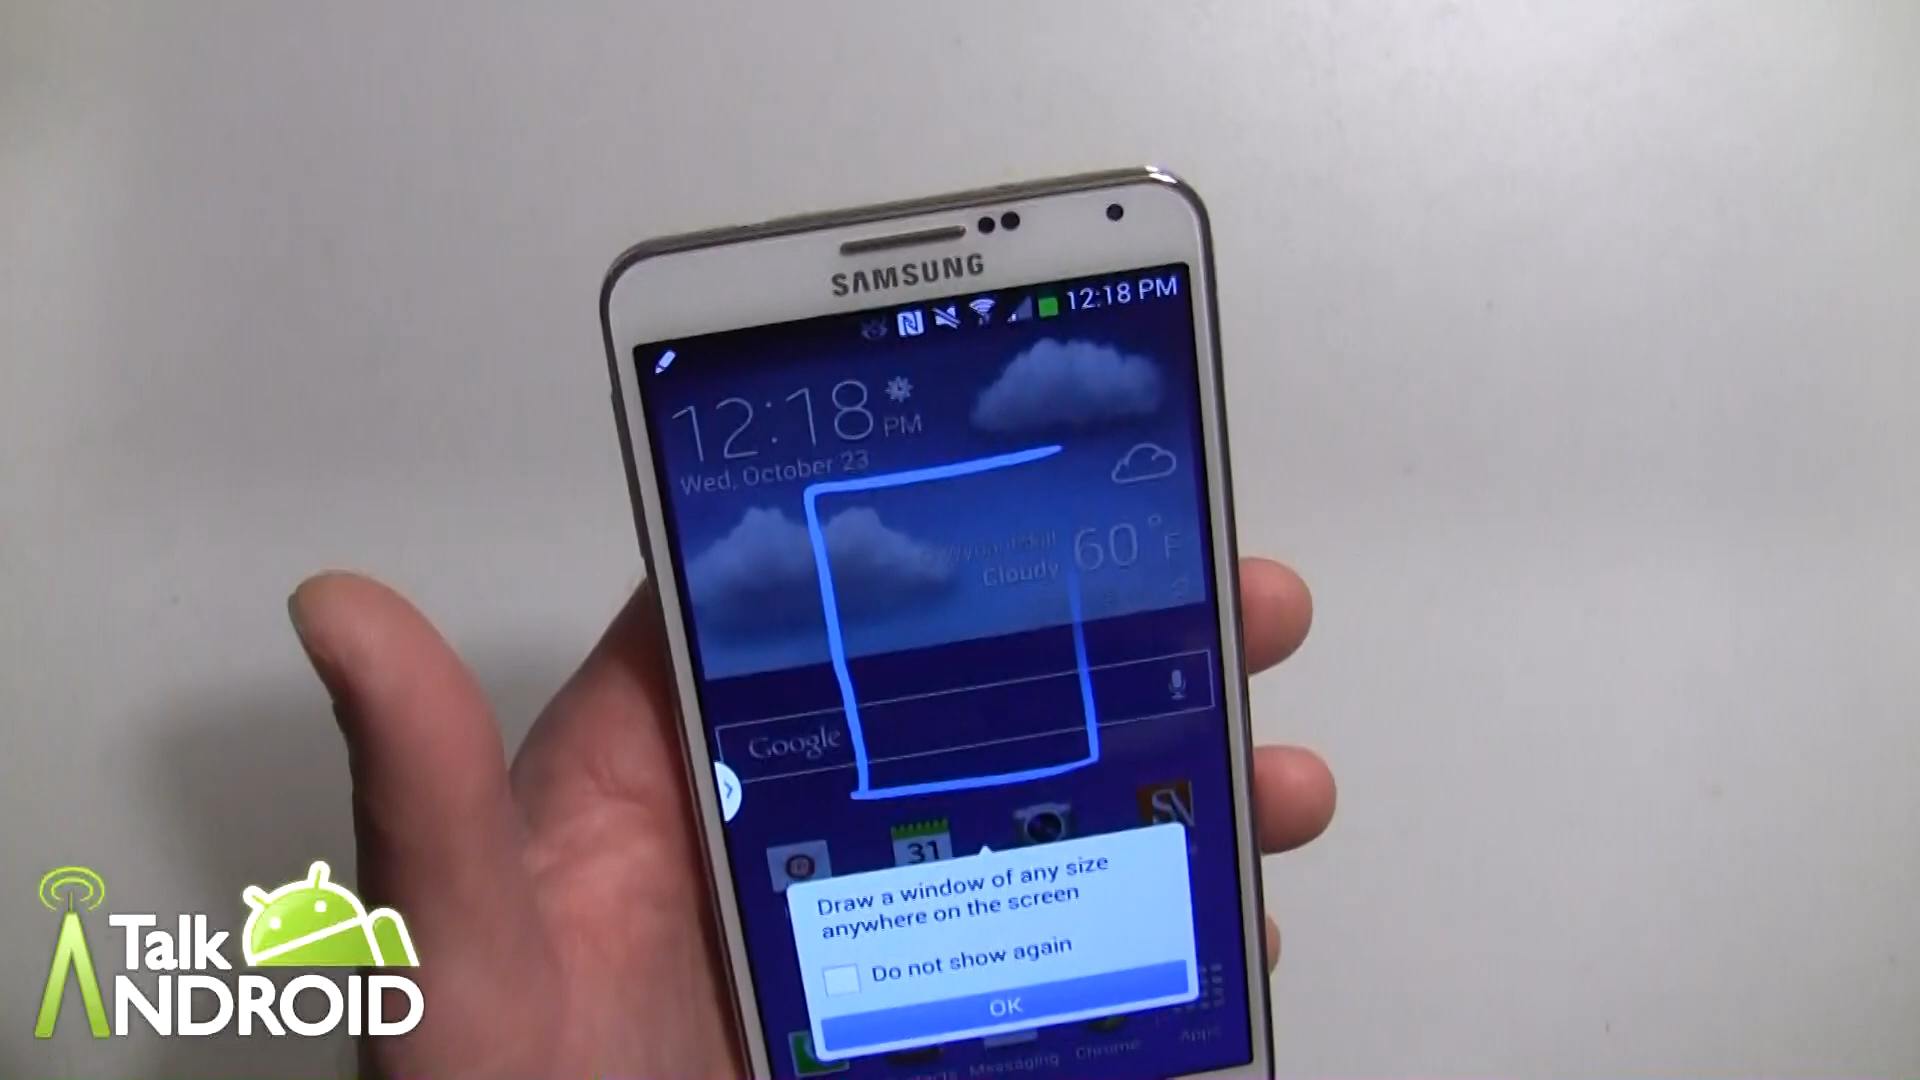 SAMSUNG
12:18 PM
12:18 PM
Wed, October 23
Cloudy
60°F
Google
31
Draw a window of any size
anywhere on the screen
Do not show again
OK
Messaging
Chrome
Apps
Talk
ANDROID